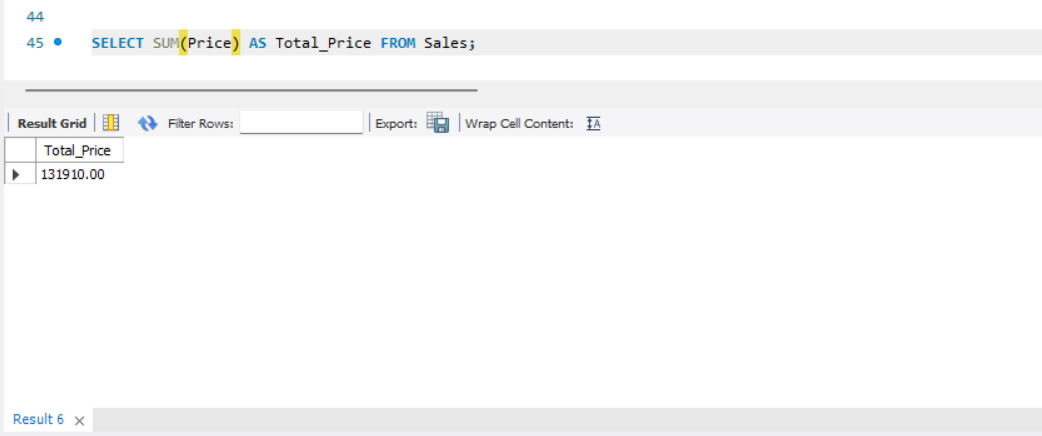 44
45 SELECT SUM(Price) AS Total_Price FROM Sales;
Result Grid Filter Rows: Export: Wrap Cell Content: IA
Total_Price
131910.00
Result 6